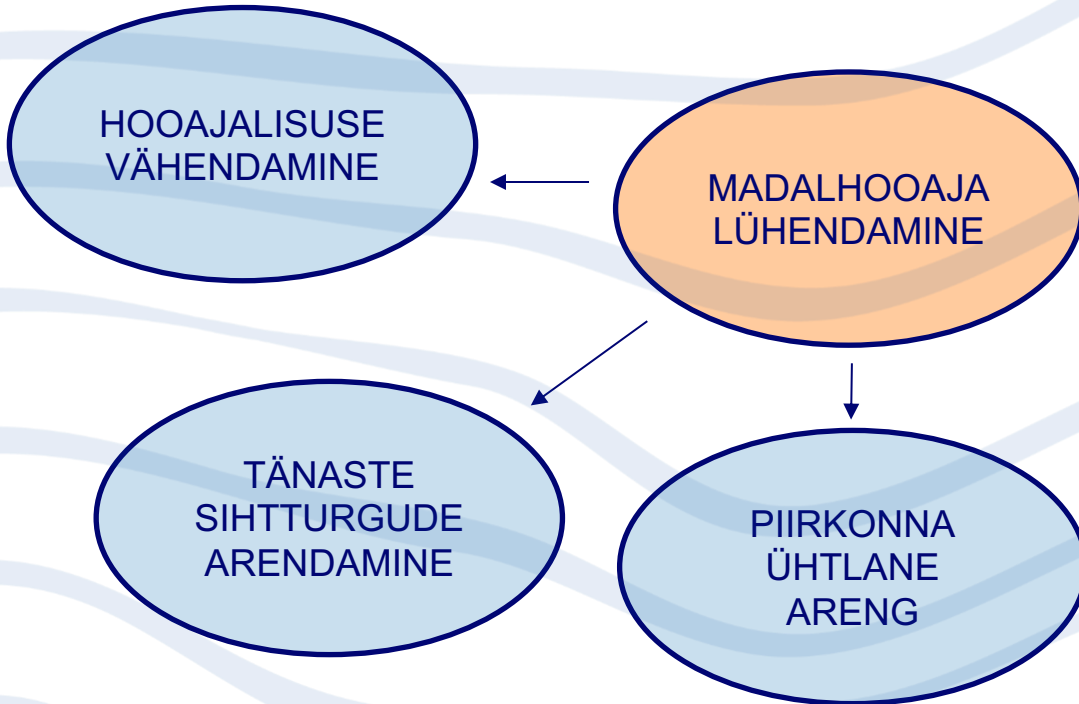 HOOAJALISUSE
VÄHENDAMINE
MADALHOOAJA
LÜHENDAMINE
TÄNASTE
SIHTTURGUDE
ARENDAMINE
PIIRKONNA
ÜHTLANE
ARENG